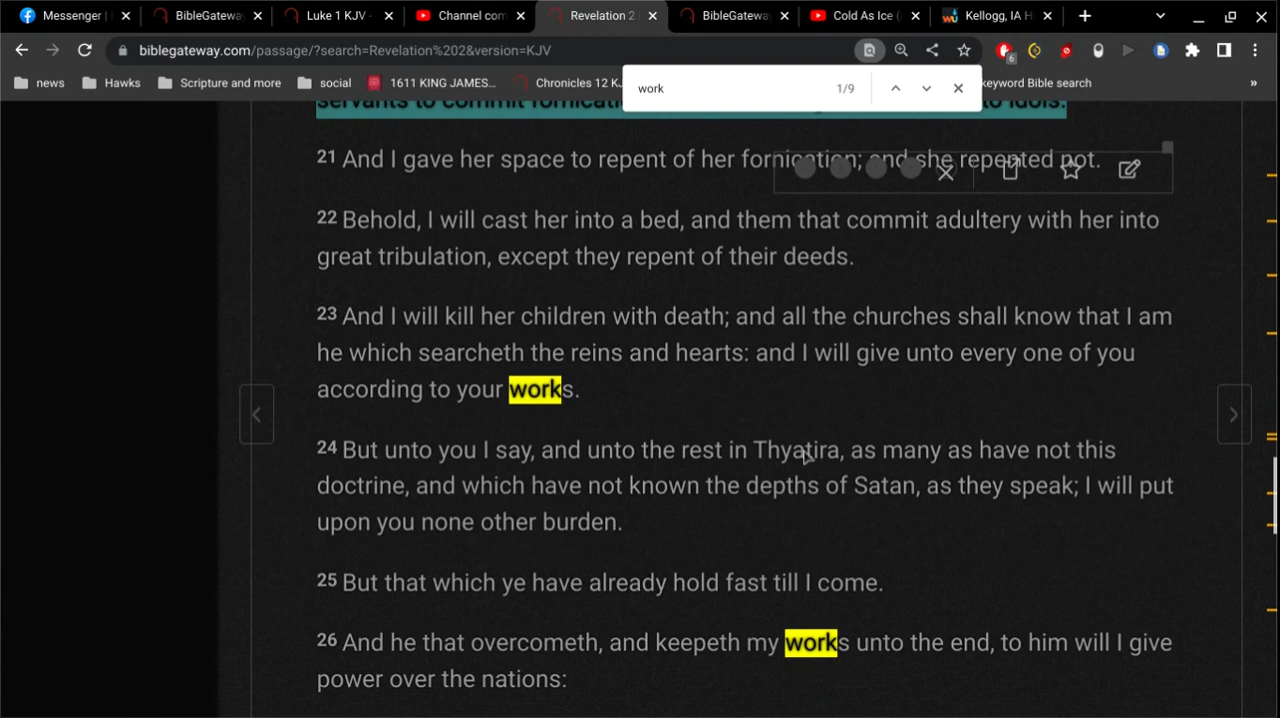 Messenger |
BibleGateway
Luke 1 KJV -
Channel com
Revelation 2
BibleGateway
Cold As Ice (
Kellogg, IA H
biblegateway.com/passage/?search=Revelation%202&version=KJV
6
news
Hawks
Scripture and more
social
1611 KING JAMES...
Chronicles 12 K
keyword Bible search
»
work
1/9
servants to commit fornicati
to idols.
21 And I gave her space to repent of her fornication; and she repented not.
22 Behold, I will cast her into a bed, and them that commit adultery with her into
great tribulation, except they repent of their deeds.
23 And I will kill her children with death; and all the churches shall know that I am
he which searcheth the reins and hearts: and I will give unto every one of you
according to your works.
24 But unto you I say, and unto the rest in Thyatira, as many as have not this
doctrine, and which have not known the depths of Satan, as they speak; I will put
upon you none other burden.
25 But that which ye have already hold fast till I come.
26 And he that overcometh, and keepeth my works unto the end, to him will I give
power over the nations: